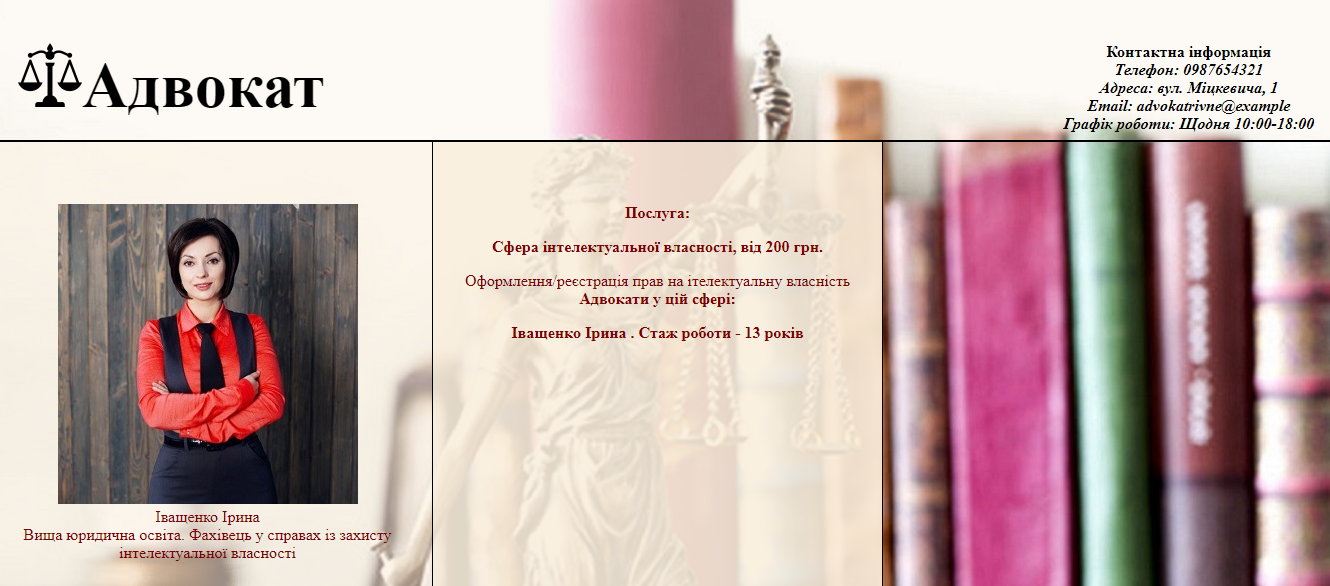 Адвокат
Контактна інформація
Телефон: 0987654321
Адреса: вул. Міцкевича, 1
Email: advokatrivne@example
Графік роботи: Щодня 10:00-18:00
Іващенко Ірина
Вища юридична освіта. Фахівець у справах із захисту
інтелектуальної власності
Послуга:
Сфера інтелектуальної власності, від 200 грн.
Оформлення/реєстрація прав на ітелектуальну власність
Адвокати у цій сфері:
Іващенко Ірина . Стаж роботи - 13 років